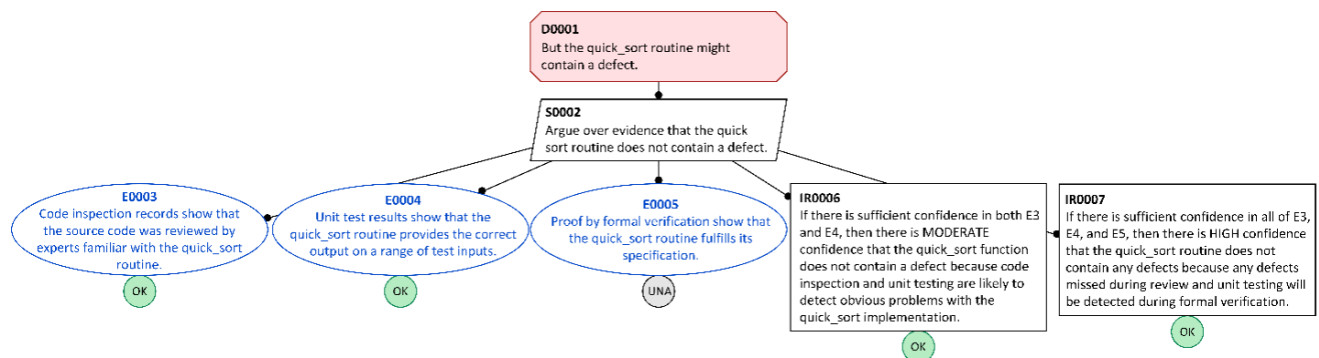 D0001
But the quick_sort routine might
contain a defect.
S0002
Argue over evidence that the quick
sort routine does not contain a defect.
E0003
Code inspection records show that
the source code was reviewed by
experts familiar with the quick_sort
routine.
OK
E0004
Unit test results show that the
quick_sort routine provides the correct
output on a range of test inputs.
OK
E0005
Proof by formal verification show that
the quick_sort routine fulfills its
specification.
UNA
IR0006
If there is sufficient confidence in both E3
and E4, then there is MODERATE
confidence that the quick_sort function
does not contain a defect because code
inspection and unit testing are likely to
detect obvious problems with the
quick_sort implementation.
OK
IR0007
If there is sufficient confidence in all of E3,
E4, and E5, then there is HIGH confidence
that the quick_sort routine does not
contain any defects because any defects
missed during review and unit testing will
be detected during formal verification.
OK